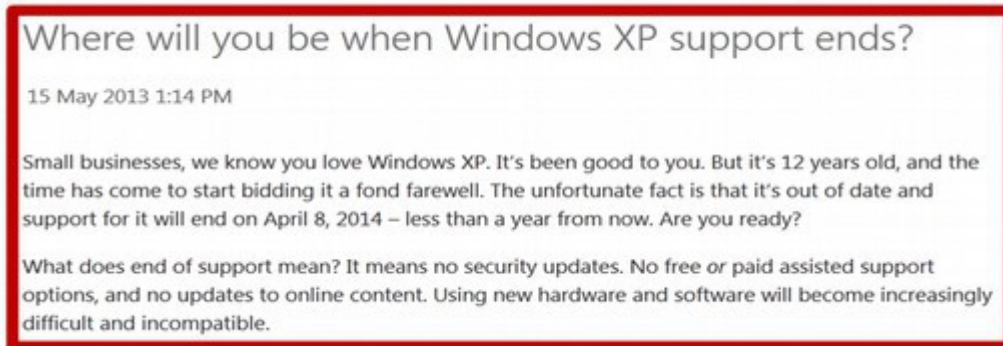 Where will you be when Windows XP support ends?
15 May 2013 1:14 PM
Small businesses, we know you love Windows XP. It's been good to you. But it's 12 years old, and the
time has come to start bidding it a fond farewell. The unfortunate fact is that it's out of date and
support for it will end on April 8, 2014 – less than a year from now. Are you ready?
What does end of support mean? It means no security updates. No free or paid assisted support
options, and no updates to online content. Using new hardware and software will become increasingly
difficult and incompatible.